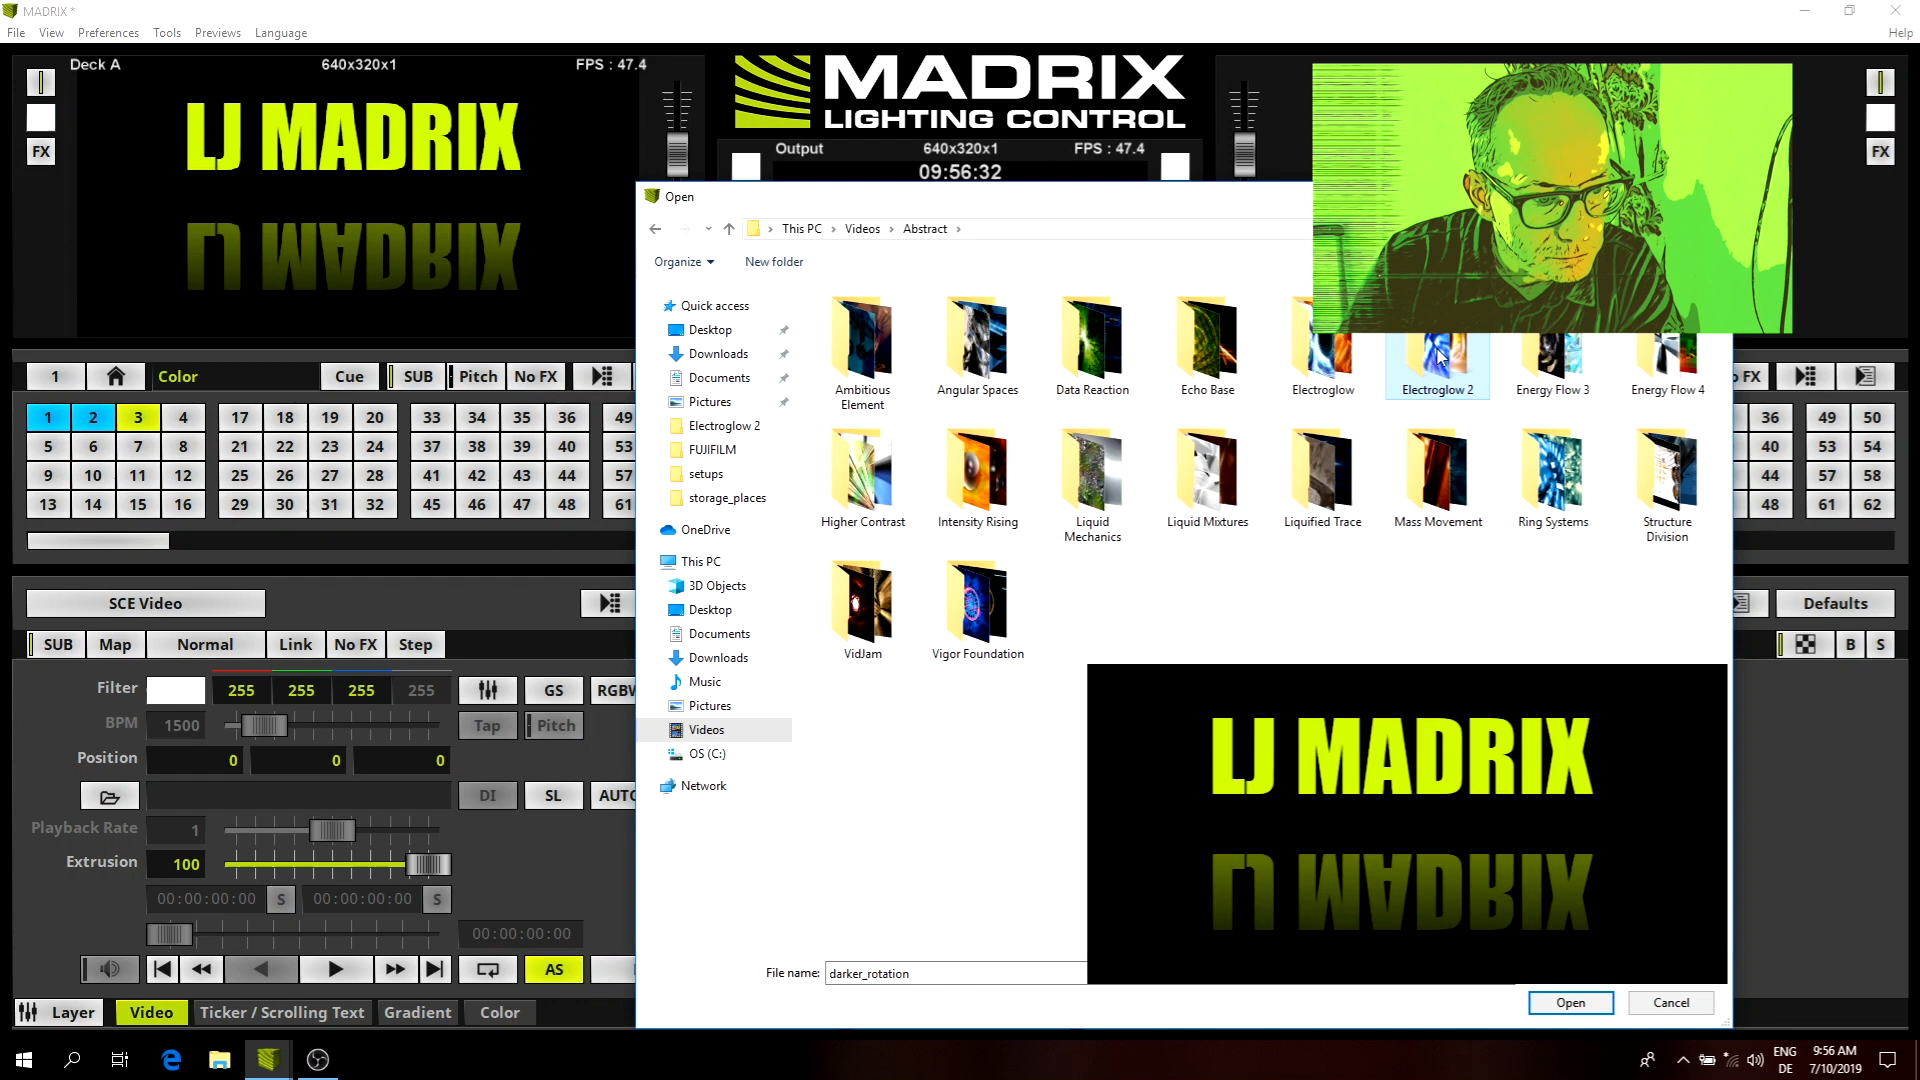 MADRIX *
File View Preferences Tools Previews Language Help
Deck A 640x320x1 FPS : 47.4
LJ MADRIX
LJ MADRIX
FX
MADRIX
LIGHTING CONTROL
Output 640x320x1 FPS : 47.4
09:56:32
FX
Open
This PC Videos Abstract
Organize New folder
Quick access
Desktop
Downloads
Documents
Pictures
Electroglow 2
FUJIFILM
setups
storage_places
OneDrive
This PC
3D Objects
Desktop
Documents
Downloads
Music
Pictures
Videos
OS (C:)
Network
Ambitious Element
Angular Spaces
Data Reaction
Echo Base
Electroglow
Electroglow 2
Energy Flow 3
Energy Flow 4
Higher Contrast
Intensity Rising
Liquid Mechanics
Liquid Mixtures
Liquified Trace
Mass Movement
Ring Systems
Structure Division
VidJam
Vigor Foundation
LJ MADRIX
LJ MADRIX
File name: darker_rotation
Open Cancel
1 Color Cue SUB Pitch No FX
1 2 3 4 17 18 19 20 33 34 35 36 49
5 6 7 8 21 22 23 24 37 38 39 40 53
9 10 11 12 25 26 27 28 41 42 43 44 57
13 14 15 16 29 30 31 32 45 46 47 48 61
FX
36 49 50
40 53 54
44 57 58
48 61 62
SCE Video
Defaults
SUB Map Normal Link No FX Step
B S
Filter 255 255 255 255 GS RGBW
BPM 1500 Tap Pitch
Position 0 0 0
DI SL AUTO
Playback Rate 1
Extrusion 100
00:00:00:00 S 00:00:00:00 S
00:00:00:00
AS
Layer Video Ticker / Scrolling Text Gradient Color
ENG
DE
9:56 AM
7/10/2019